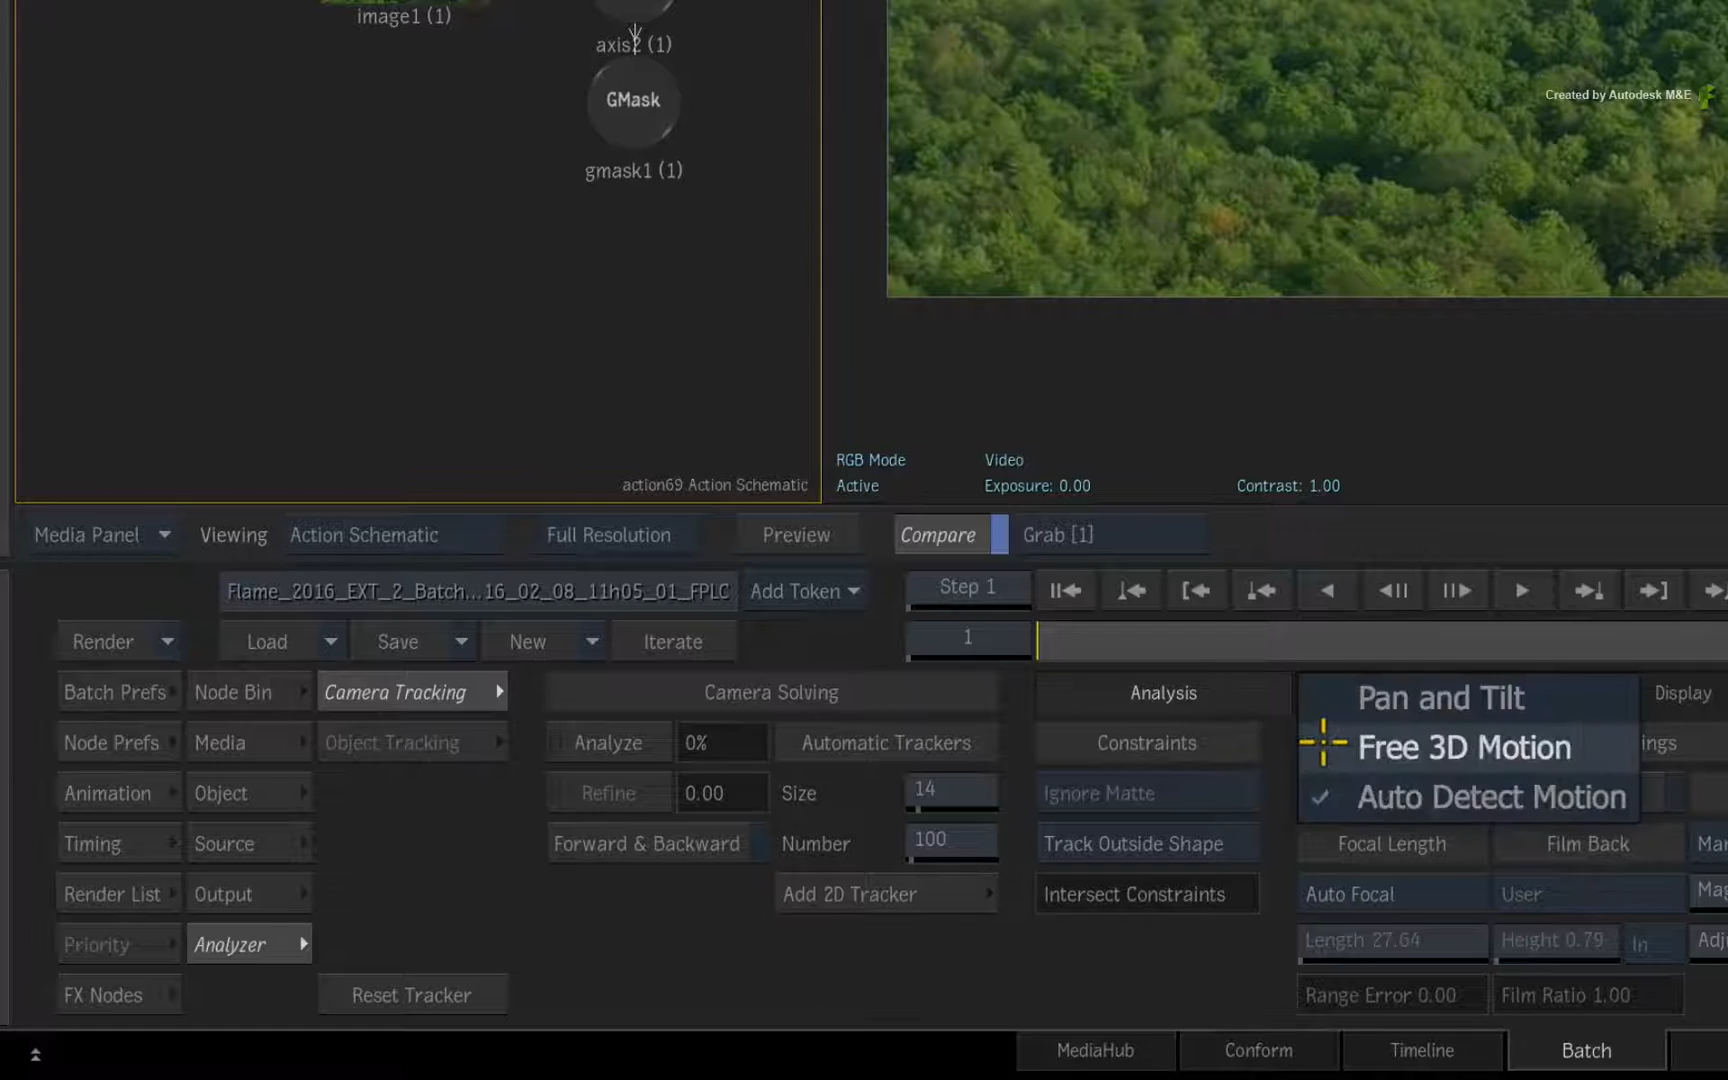 image1 (1)
axis2 (1)
GMask
gmask1 (1)
Created by Autodesk M&E
RGB Mode
Video
Active
Exposure: 0.00
Contrast: 1.00
action69 Action Schematic
Media Panel
Viewing
Action Schematic
Full Resolution
Preview
Compare
Grab [1]
Flame_2016_EXT_2_Batch...16_02_08_11h05_01_FPLC
Add Token
Step 1
Render
Load
Save
New
Iterate
1
Batch Prefs
Node Bin
Camera Tracking
Camera Solving
Analysis
Pan and Tilt
Display
Node Prefs
Media
Object Tracking
Analyze
0%
Automatic Trackers
Constraints
Free 3D Motion
ings
Animation
Object
Refine
0.00
Size
14
Ignore Matte
Auto Detect Motion
Timing
Source
Forward & Backward
Number
100
Track Outside Shape
Focal Length
Film Back
Mar
Render List
Output
Add 2D Tracker
Intersect Constraints
Auto Focal
User
Mag
Priority
Analyzer
Length 27.64
Height 0.79
In
Adj
FX Nodes
Reset Tracker
Range Error 0.00
Film Ratio 1.00
MediaHub
Conform
Timeline
Batch